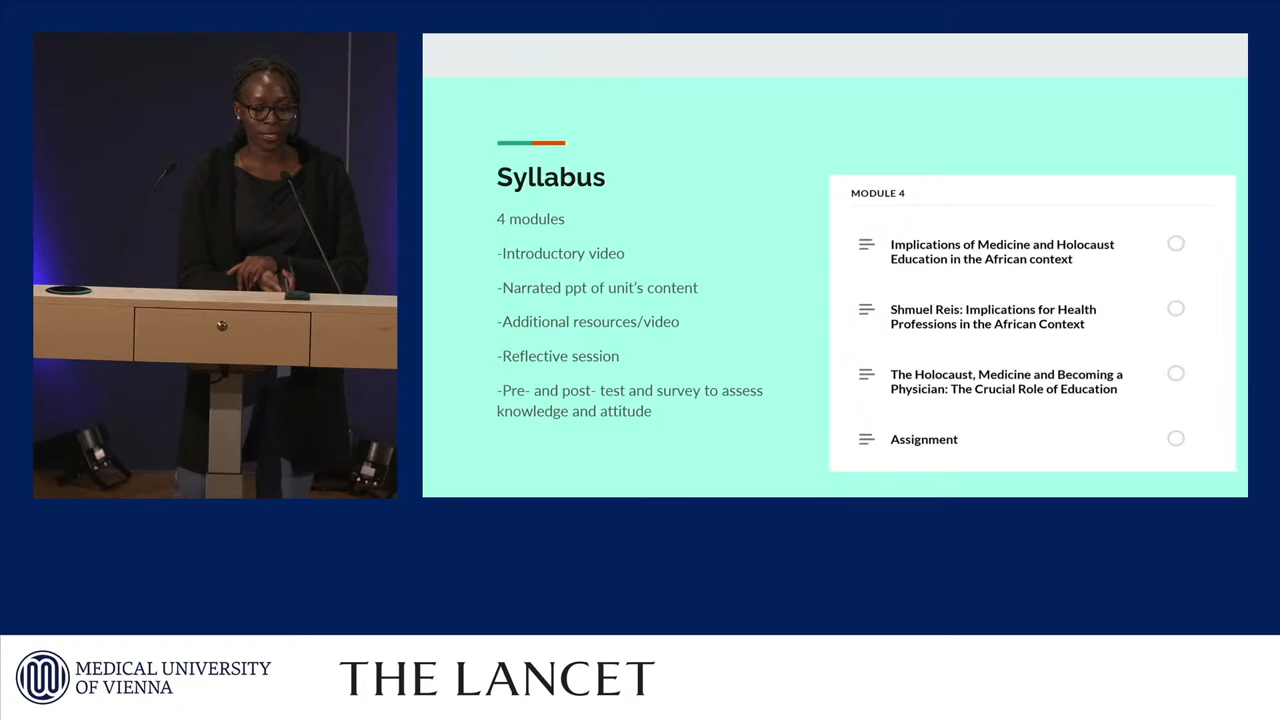 Syllabus
4 modules
-Introductory video
-Narrated ppt of unit's content
-Additional resources/video
-Reflective session
-Pre- and post- test and survey to assess
knowledge and attitude
MODULE 4
Implications of Medicine and Holocaust
Education in the African context
Shmuel Reis: Implications for Health
Professions in the African Context
The Holocaust, Medicine and Becoming a
Physician: The Crucial Role of Education
Assignment
MEDICAL UNIVERSITY
OF VIENNA
THE LANCET